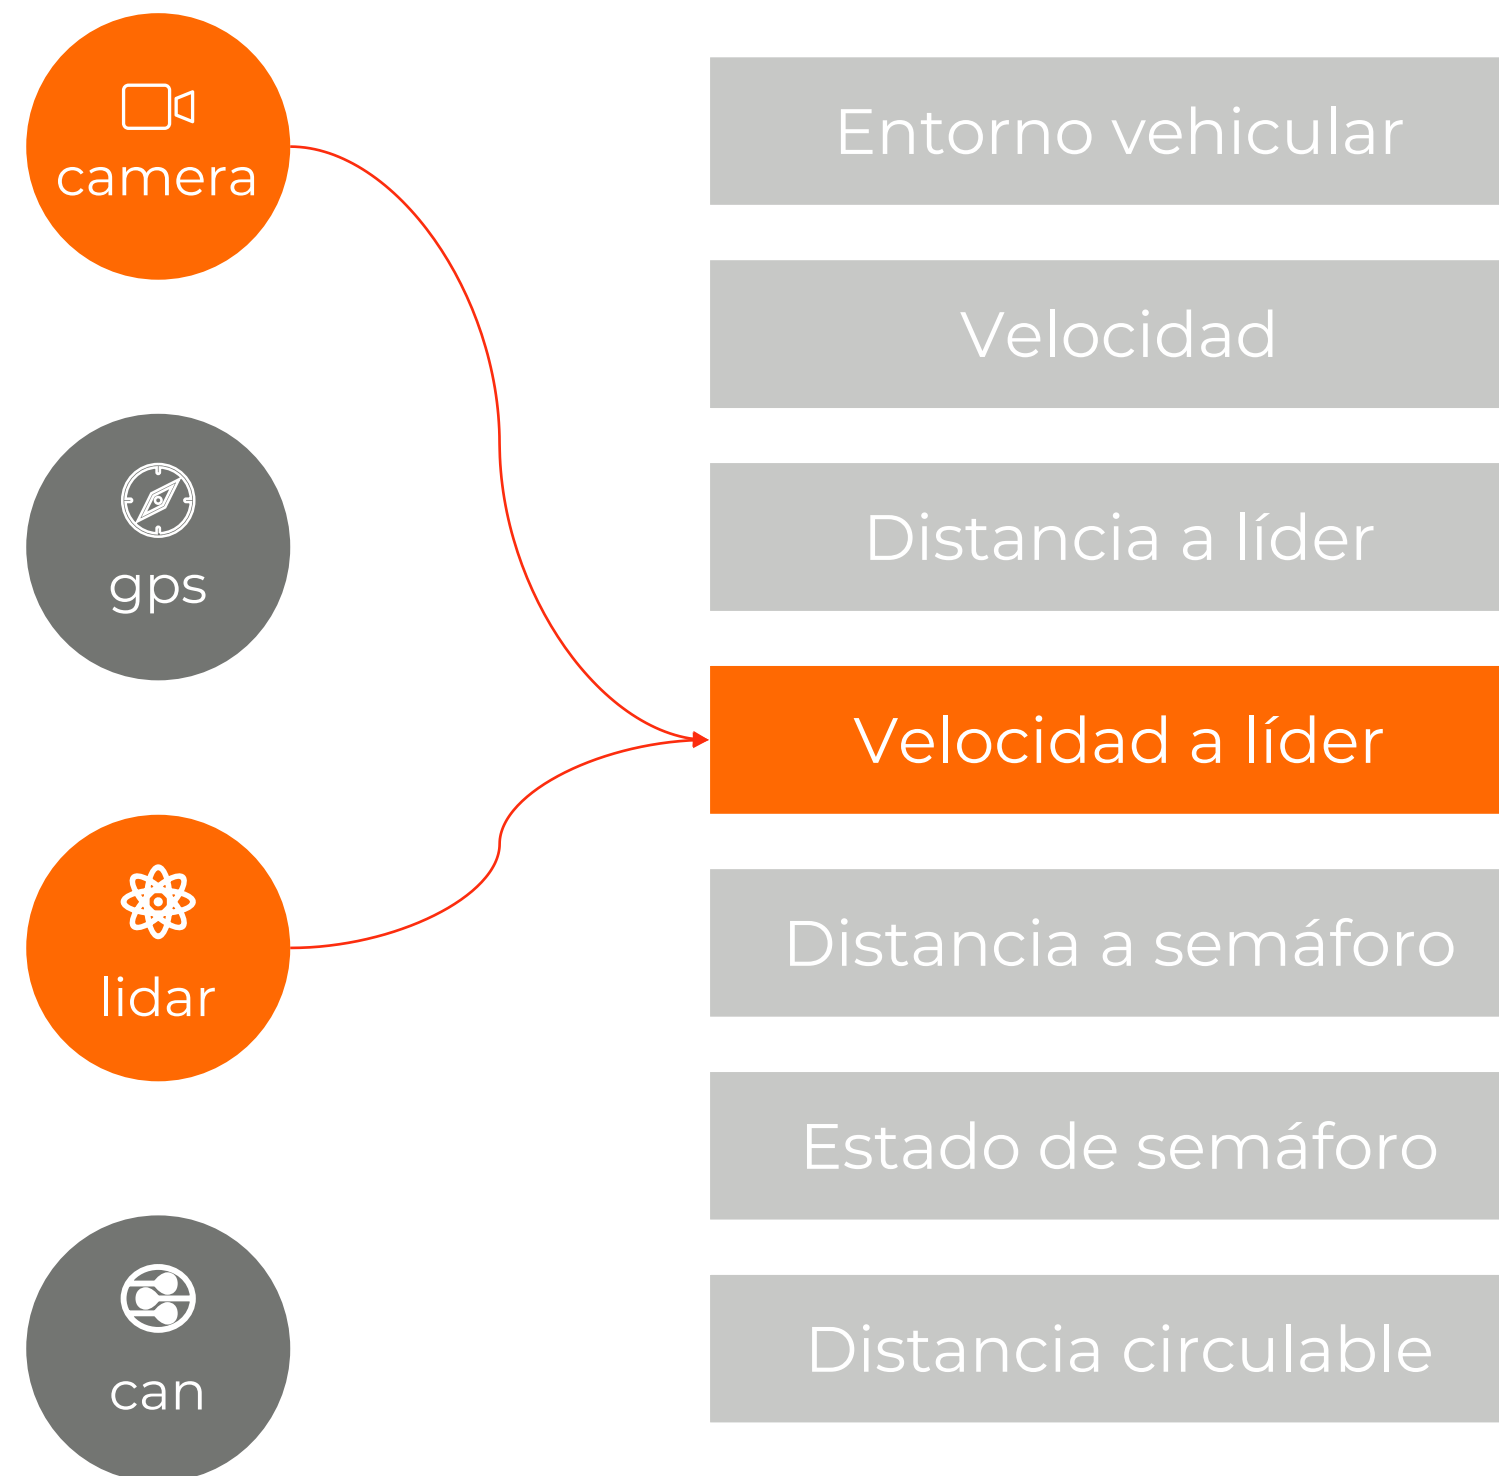 camera
gps
lidar
can
Entorno vehicular
Velocidad
Distancia a líder
Velocidad a líder
Distancia a semáforo
Estado de semáforo
Distancia circulable